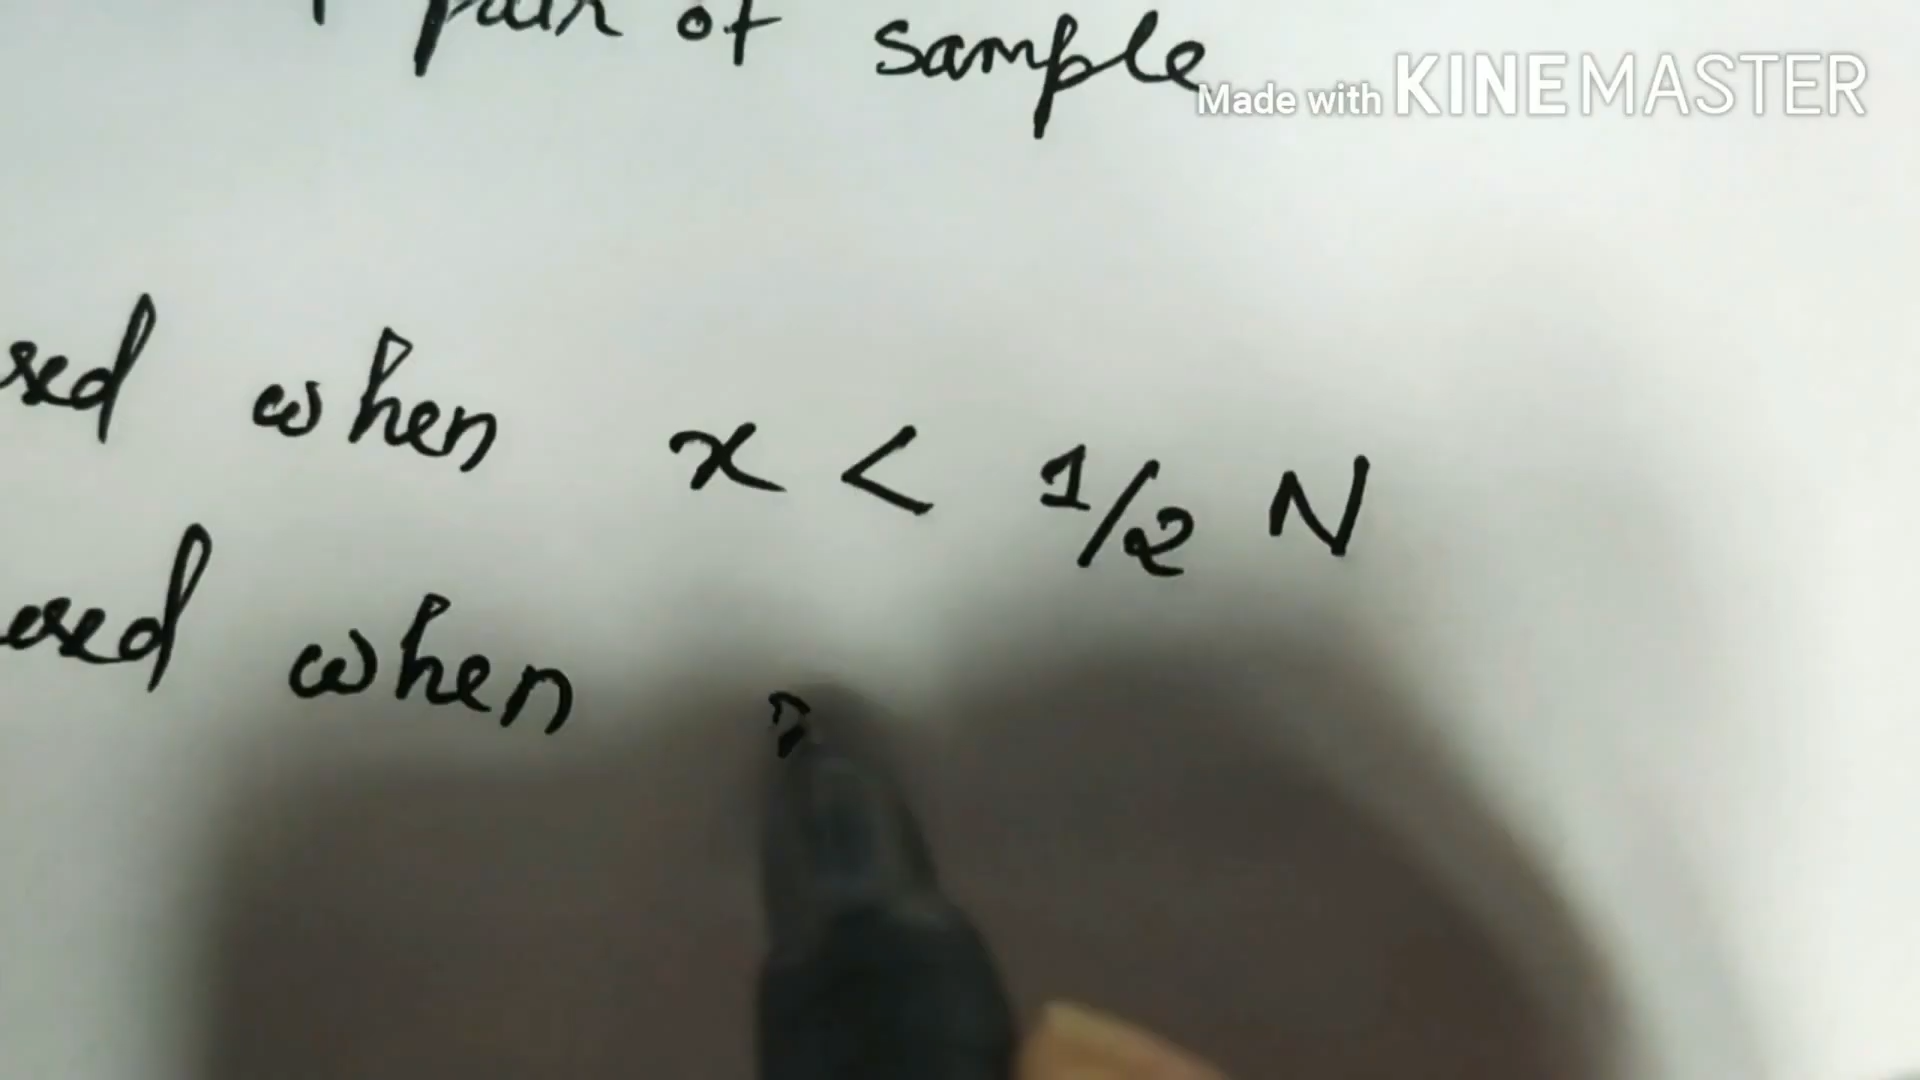 pair of sample
Made with KINEMASTER
when x < 1/2 N
when